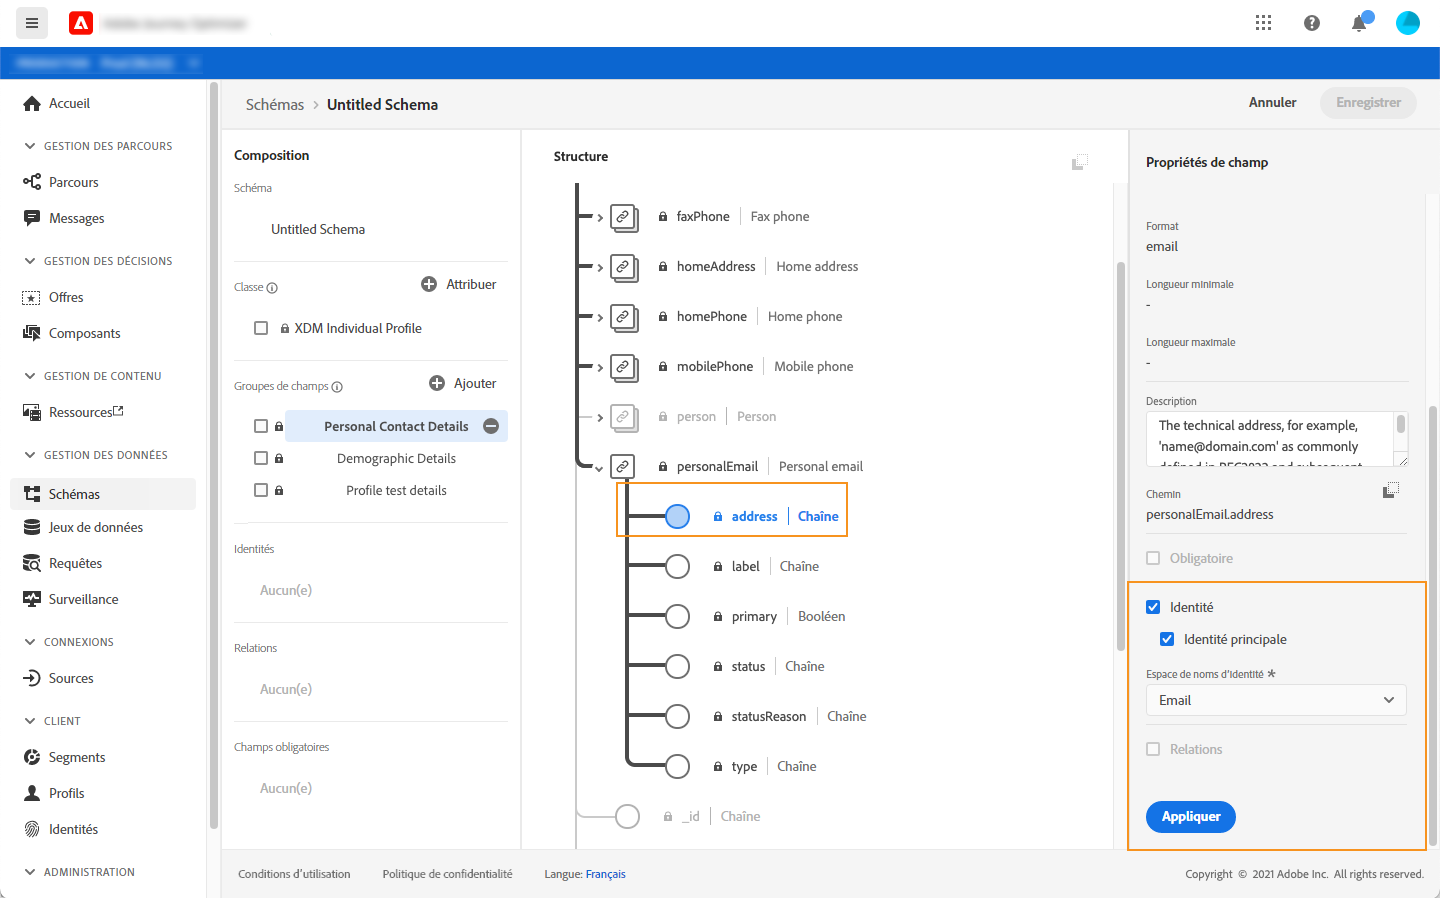 Accueil
GESTION DES PARCOURS
Parcours
Messages
GESTION DES DÉCISIONS
Offres
Composants
GESTION DE CONTENU
Ressources
GESTION DES DONNÉES
Schémas
Jeux de données
Requêtes
Surveillance
CONNEXIONS
Sources
CLIENT
Segments
Profils
Identités
ADMINISTRATION
Schémas > Untitled Schema
Annuler
Enregistrer
Composition
Schéma
Untitled Schema
Classe
Attribuer
XDM Individual Profile
Groupes de champs
Ajouter
Personal Contact Details
Demographic Details
Profile test details
Identités
Aucun(e)
Relations
Aucun(e)
Champs obligatoires
Aucun(e)
Structure
faxPhone | Fax phone
homeAddress | Home address
homePhone | Home phone
mobilePhone | Mobile phone
person | Person
personalEmail | Personal email
address | Chaîne
label | Chaîne
primary | Booléen
status | Chaîne
statusReason | Chaîne
type | Chaîne
_id | Chaîne
Propriétés de champ
Format
email
Longueur minimale
-
Longueur maximale
-
Description
The technical address, for example,
'name@domain.com' as commonly
defined in RFC2822 and subsequent
Chemin
personalEmail.address
Obligatoire
Identité
Identité principale
Espace de noms d'identité *
Email
Relations
Appliquer
Conditions d'utilisation
Politique de confidentialité
Langue: Français
Copyright © 2021 Adobe Inc. All rights reserved.